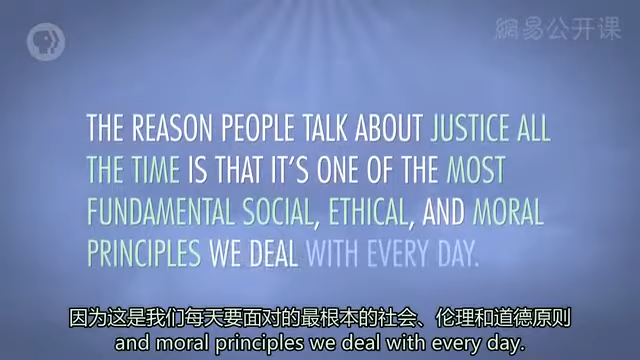 網易公开课
PBS
THE REASON PEOPLE TALK ABOUT JUSTICE ALL
THE TIME IS THAT IT'S ONE OF THE MOST
FUNDAMENTAL SOCIAL, ETHICAL, AND MORAL
PRINCIPLES WE DEAL WITH EVERY DAY.
因为这是我们每天要面对的最根本的社会、伦理和道德原则
and moral principles we deal with every day.